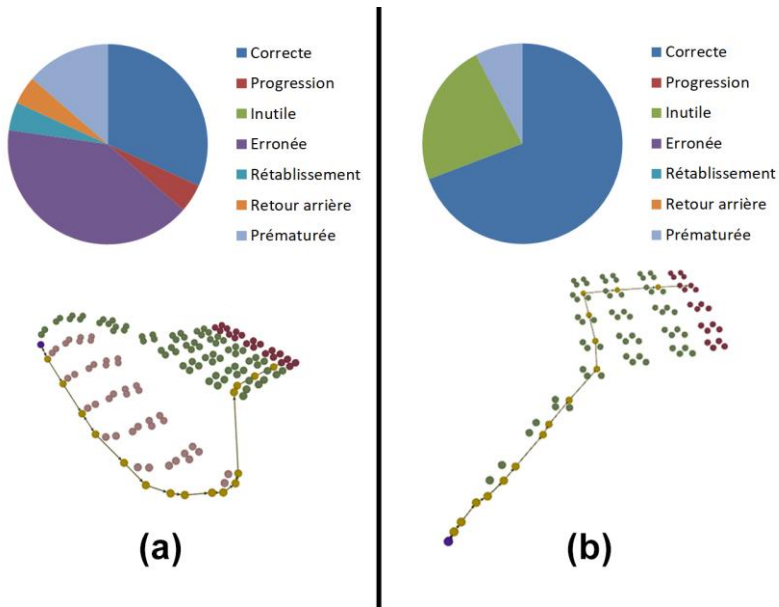 Correcte
Progression
Inutile
Erronée
Rétablissement
Retour arrière
Prématurée
(a)
Correcte
Progression
Inutile
Erronée
Rétablissement
Retour arrière
Prématurée
(b)